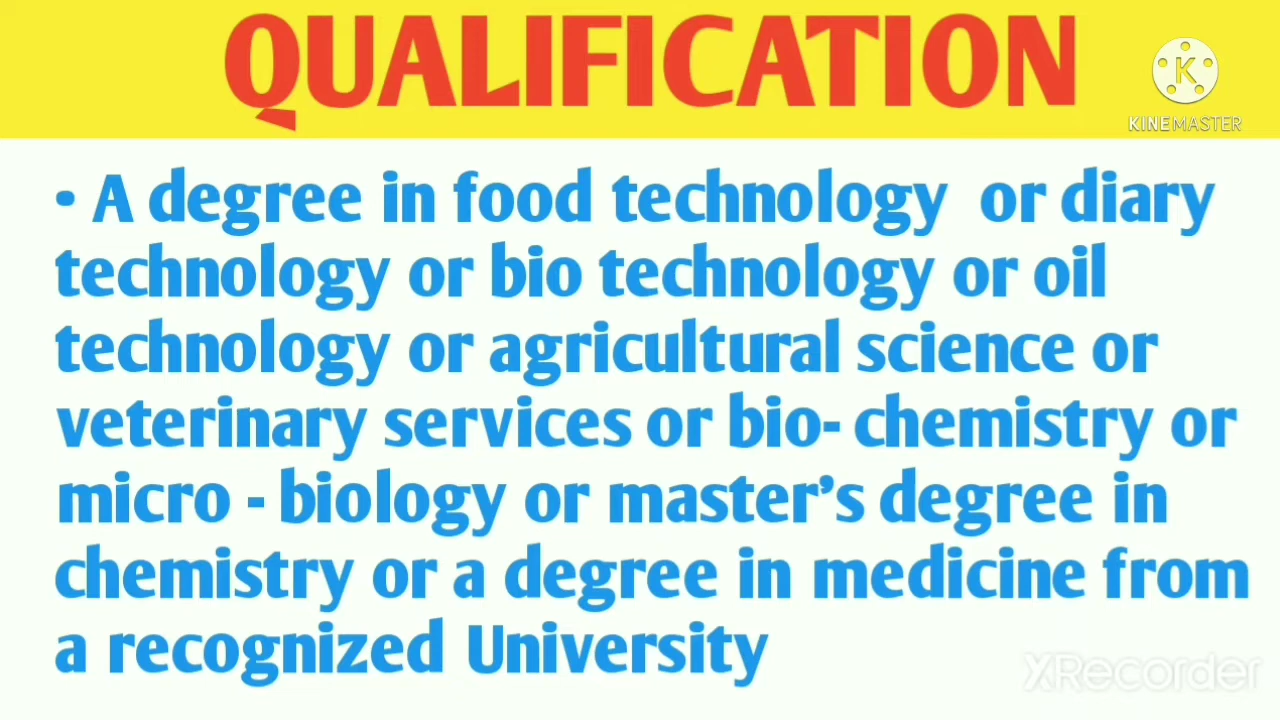 QUALIFICATION
K
KINEMASTER
• A degree in food technology or diary
technology or bio technology or oil
technology or agricultural science or
veterinary services or bio- chemistry or
micro - biology or master's degree in
chemistry or a degree in medicine from
a recognized University
XRecorder